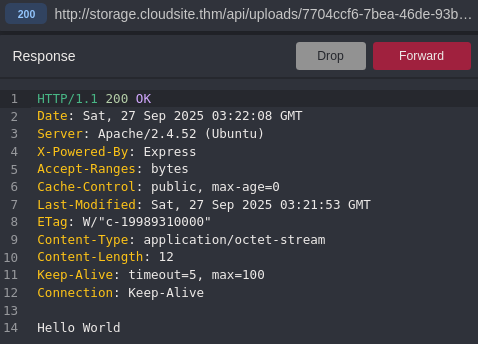 200 http://storage.cloudsite.thm/api/uploads/7704ccf6-7bea-46de-93b...
Response Drop Forward
1 HTTP/1.1 200 OK
2 Date: Sat, 27 Sep 2025 03:22:08 GMT
3 Server: Apache/2.4.52 (Ubuntu)
4 X-Powered-By: Express
5 Accept-Ranges: bytes
6 Cache-Control: public, max-age=0
7 Last-Modified: Sat, 27 Sep 2025 03:21:53 GMT
8 ETag: W/"c-19989310000"
9 Content-Type: application/octet-stream
10 Content-Length: 12
11 Keep-Alive: timeout=5, max=100
12 Connection: Keep-Alive
13
14 Hello World